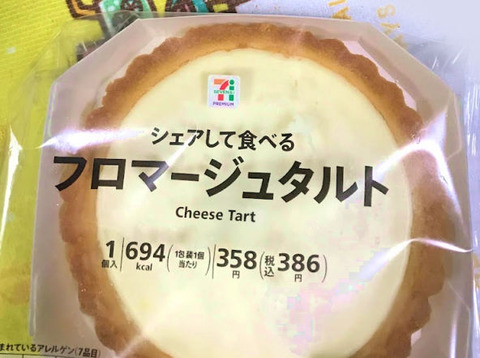 7i
SEVEN&i
PREMIUM
シェアして食べる
フロマージュタルト
Cheese Tart
1個入 694kcal (1包装1個当たり) 358円 (税込386円)
まれているアレルゲン(7品目)